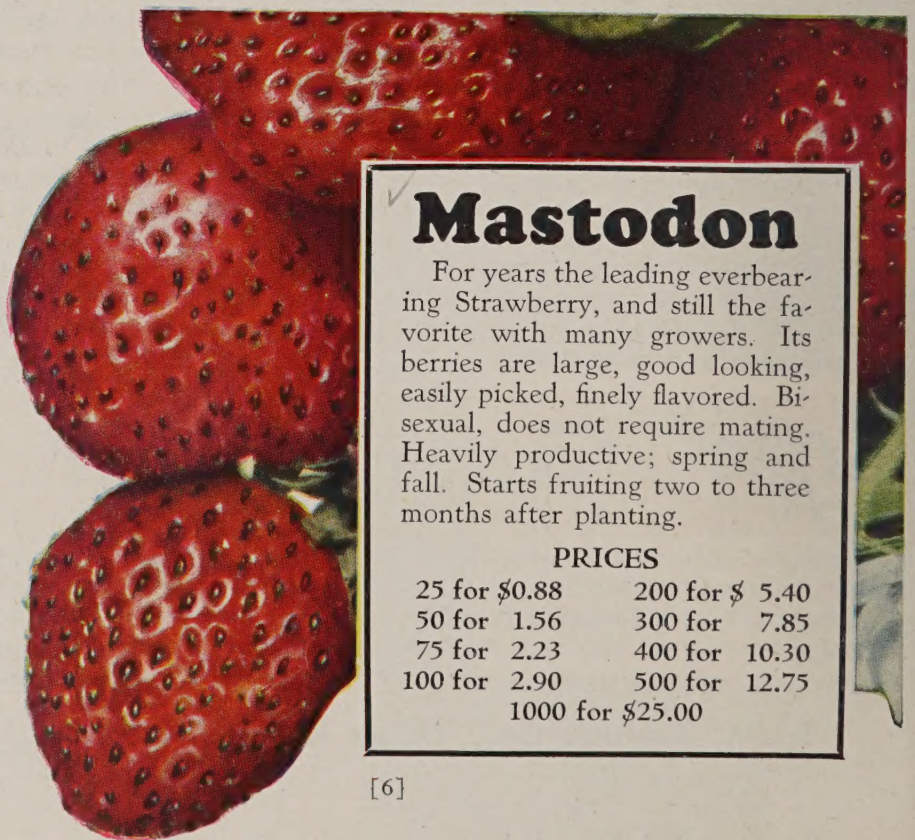 Mastodon
For years the leading everbear-
ing Strawberry, and still the fa-
vorite with many growers. Its
berries are large, good looking,
easily picked, finely flavored. Bi-
sexual, does not require mating.
Heavily productive; spring and
fall. Starts fruiting two to three
months after planting.
PRICES
25 for $0.88 200 for $ 5.40
50 for 1.56 300 for 7.85
75 for 2.23 400 for 10.30
100 for 2.90 500 for 12.75
1000 for $25.00
[6]